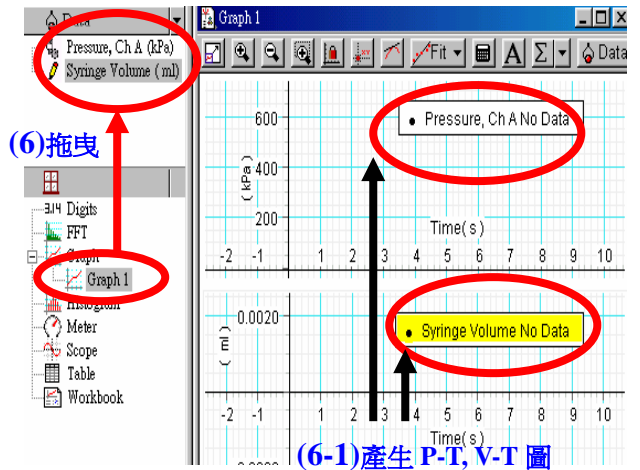 Data
Pressure, Ch A (kPa)
Syringe Volume ( ml)
(6)拖曳
3.14 Digits
FFT
Graph
Graph 1
Histogram
Meter
Scope
Table
Workbook
Graph 1
Fit
A
Σ
Data
Pressure, Ch A No Data
600
400
200
( kPa )
Time( s )
-2 -1 1 2 3 4 5 6 7 8 9 10
Syringe Volume No Data
0.0020
( ml )
-2 -1 1 2 3 4 5 6 7 8 9 10
Time( s )
(6-1)產生 P-T, V-T 圖